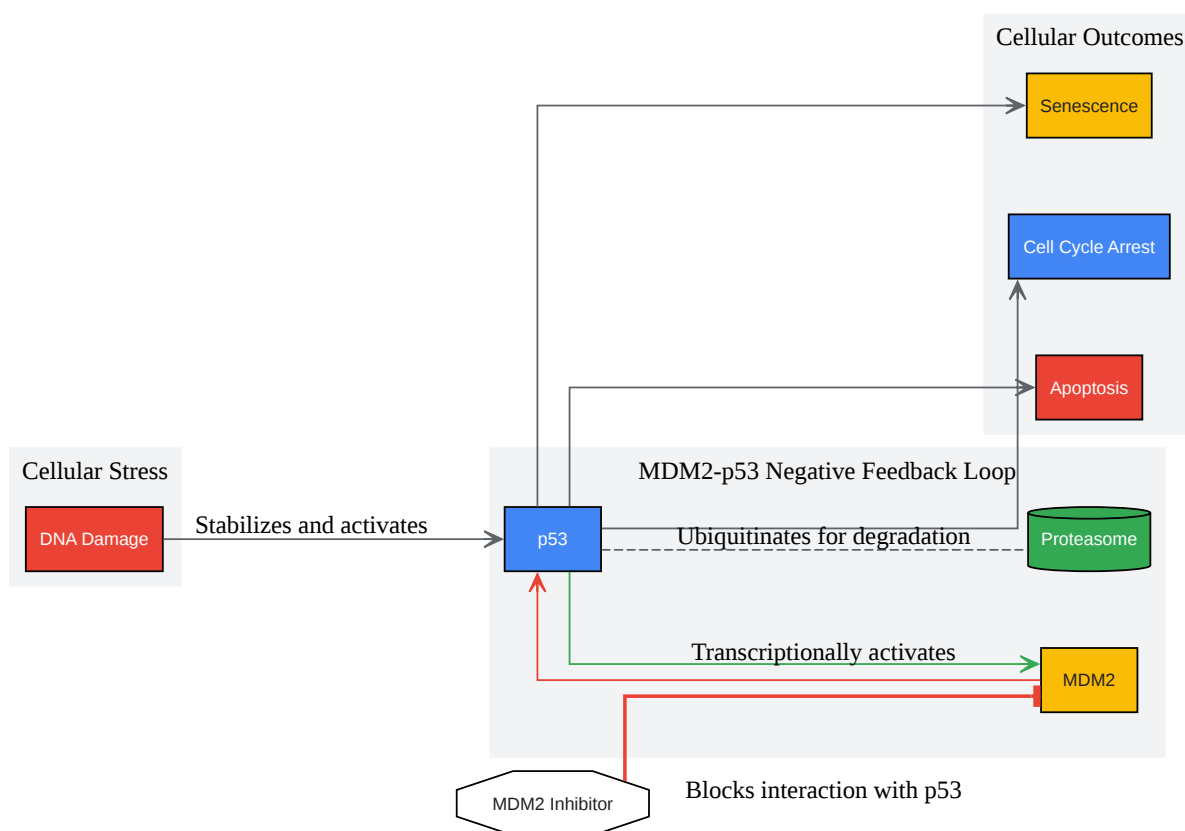 Cellular Outcomes
Senescence
Cell Cycle Arrest
Apoptosis
Cellular Stress
MDM2-p53 Negative Feedback Loop
DNA Damage
Stabilizes and activates
p53
Ubiquitinates for degradation
Proteasome
Transcriptionally activates
MDM2
Blocks interaction with p53
MDM2 Inhibitor